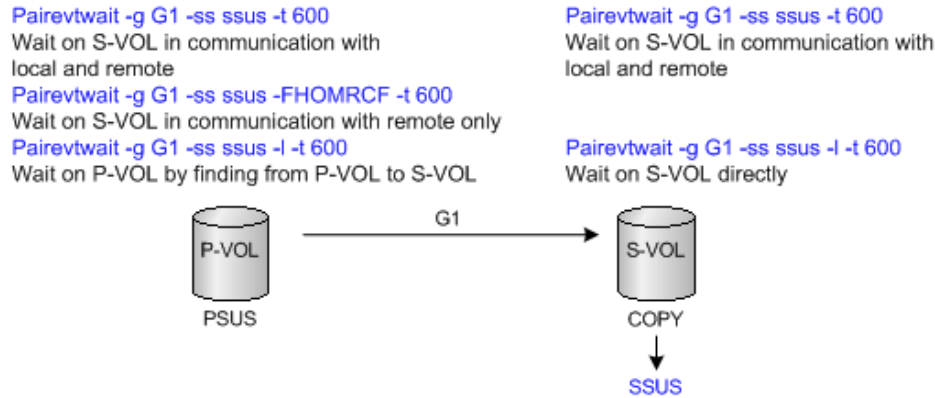 Pairevtwait -g G1 -ss ssus -t 600
Wait on S-VOL in communication with
local and remote
Pairevtwait -g G1 -ss ssus -FHOMRCF -t 600
Wait on S-VOL in communication with remote only
Pairevtwait -g G1 -ss ssus -l -t 600
Wait on P-VOL by finding from P-VOL to S-VOL
Pairevtwait -g G1 -ss ssus -t 600
Wait on S-VOL in communication with
local and remote
Pairevtwait -g G1 -ss ssus -l -t 600
Wait on S-VOL directly
G1
P-VOL
S-VOL
PSUS
COPY
SSUS